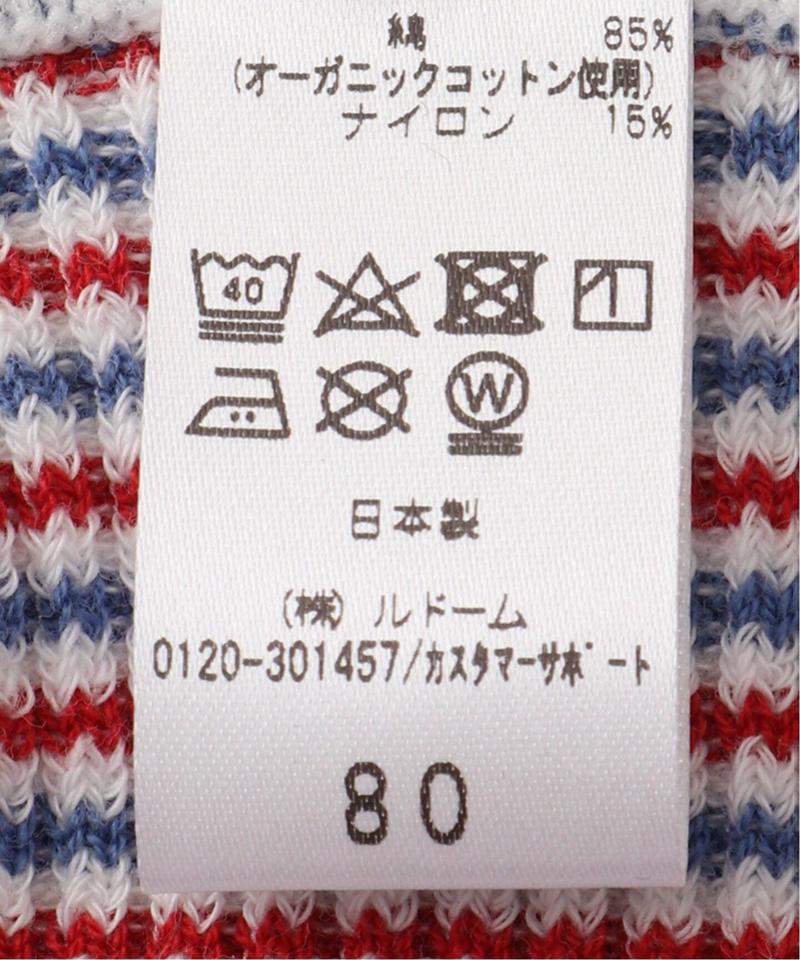 綿 85%
(オーガニックコットン使用)
ナイロン 15%
40
W
日本製
(株) ルドーム
0120-301457/カスタマーサポート
80